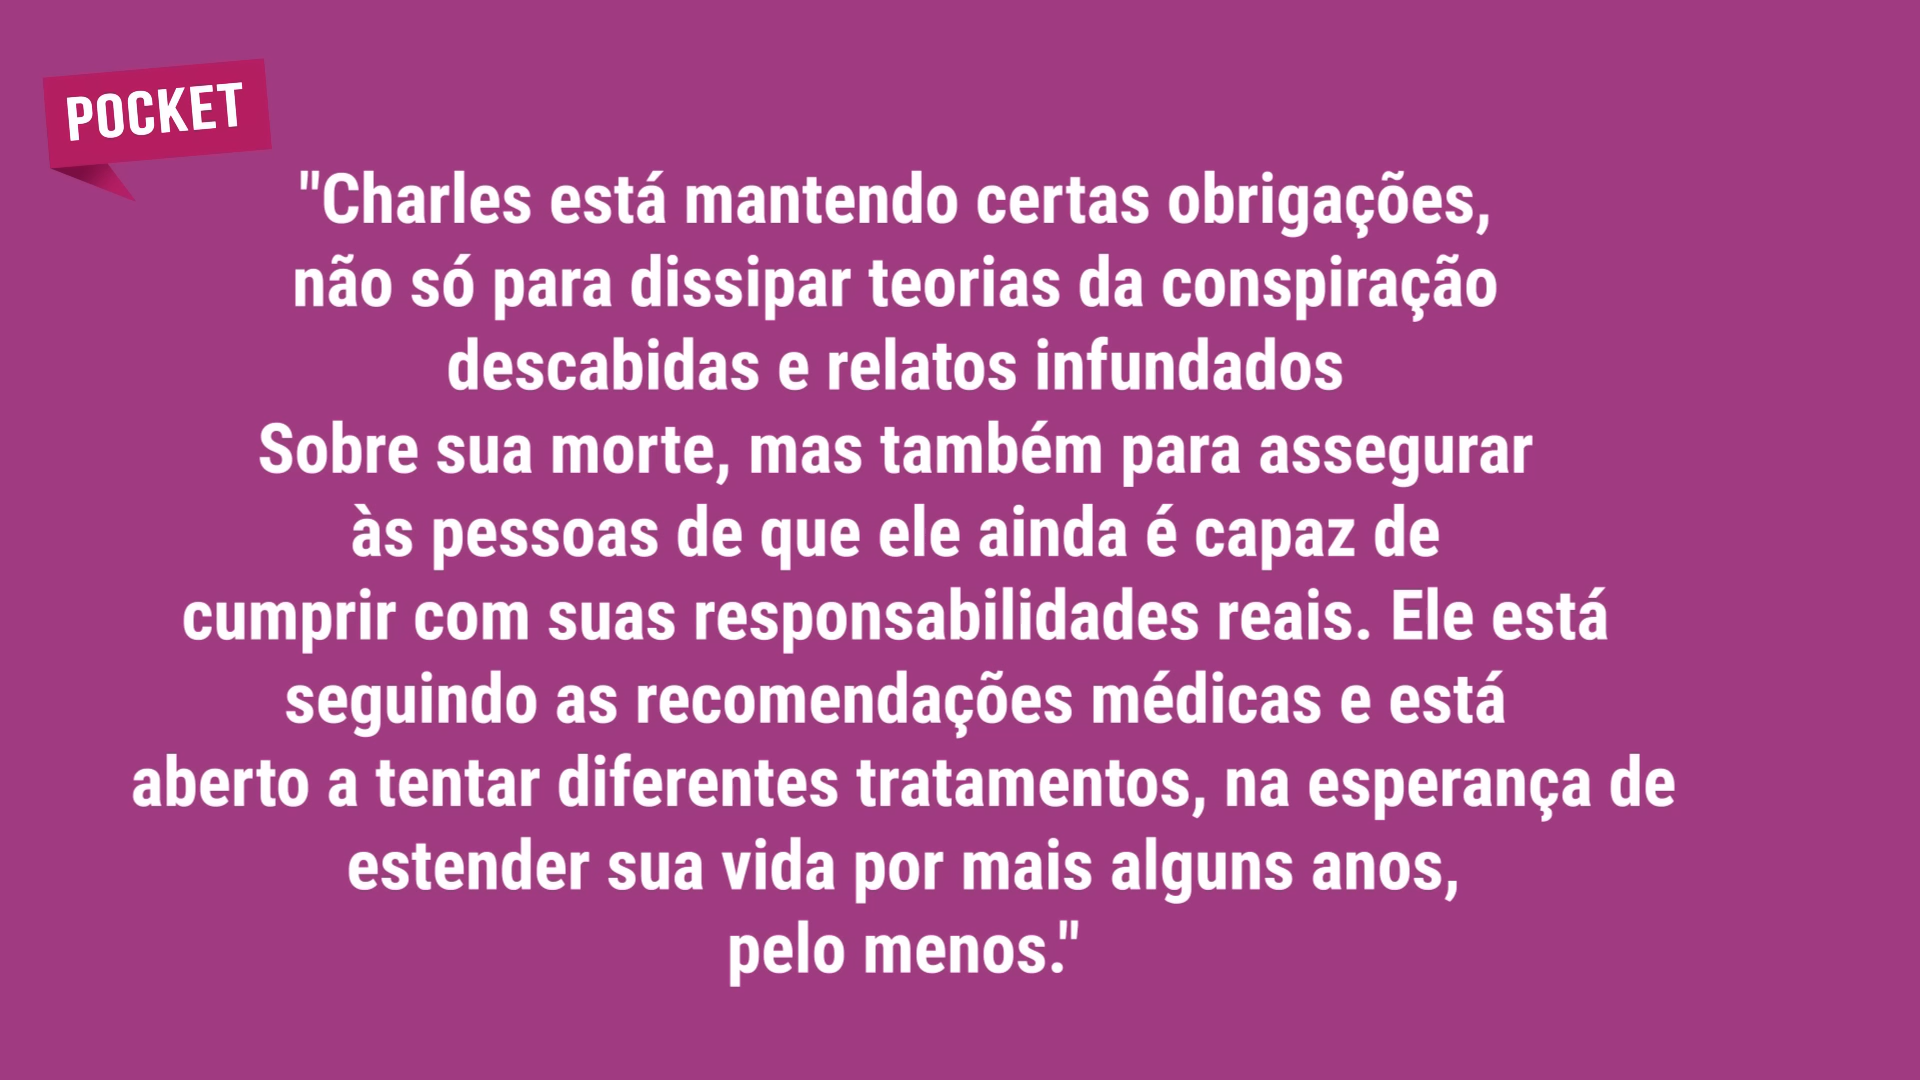 POCKET
"Charles está mantendo certas obrigações,
não só para dissipar teorias da conspiração
descabidas e relatos infundados
Sobre sua morte, mas também para assegurar
às pessoas de que ele ainda é capaz de
cumprir com suas responsabilidades reais. Ele está
seguindo as recomendações médicas e está
aberto a tentar diferentes tratamentos, na esperança de
estender sua vida por mais alguns anos,
pelo menos."